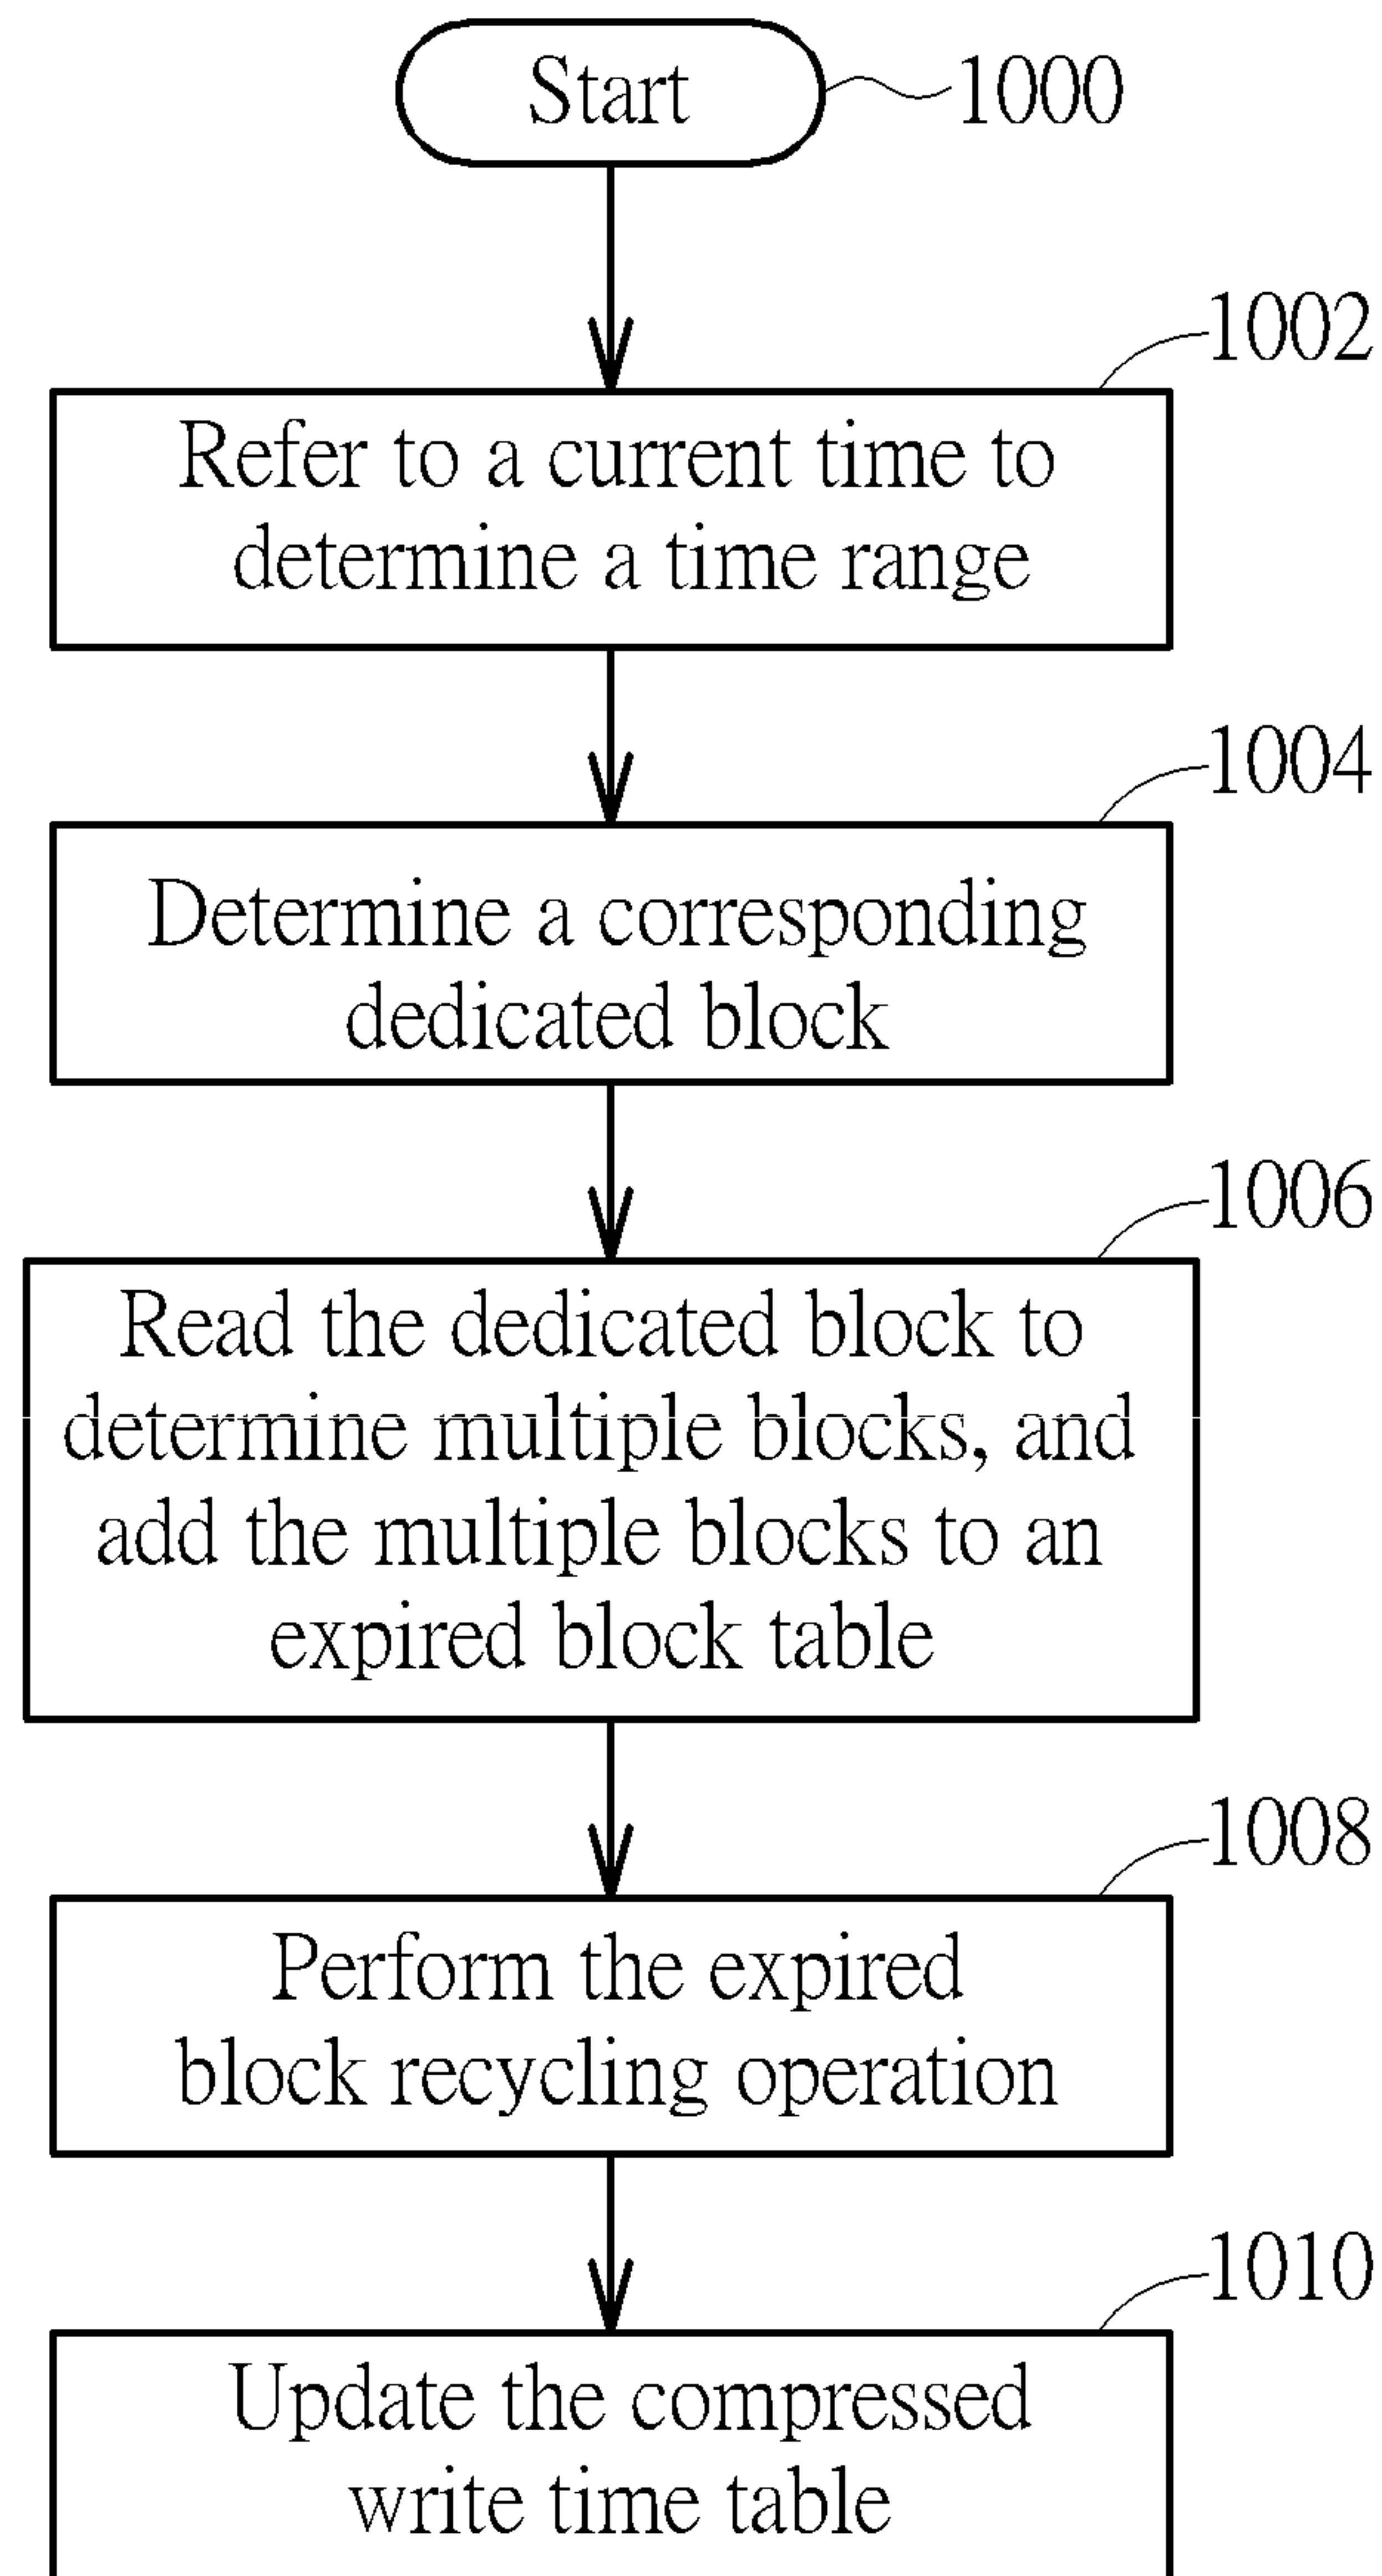 Start
1000
1002
Refer to a current time to
determine a time range
1004
Determine a corresponding
dedicated block
1006
Read the dedicated block to
determine multiple blocks, and
add the multiple blocks to an
expired block table
1008
Perform the expired
block recycling operation
1010
Update the compressed
write time table